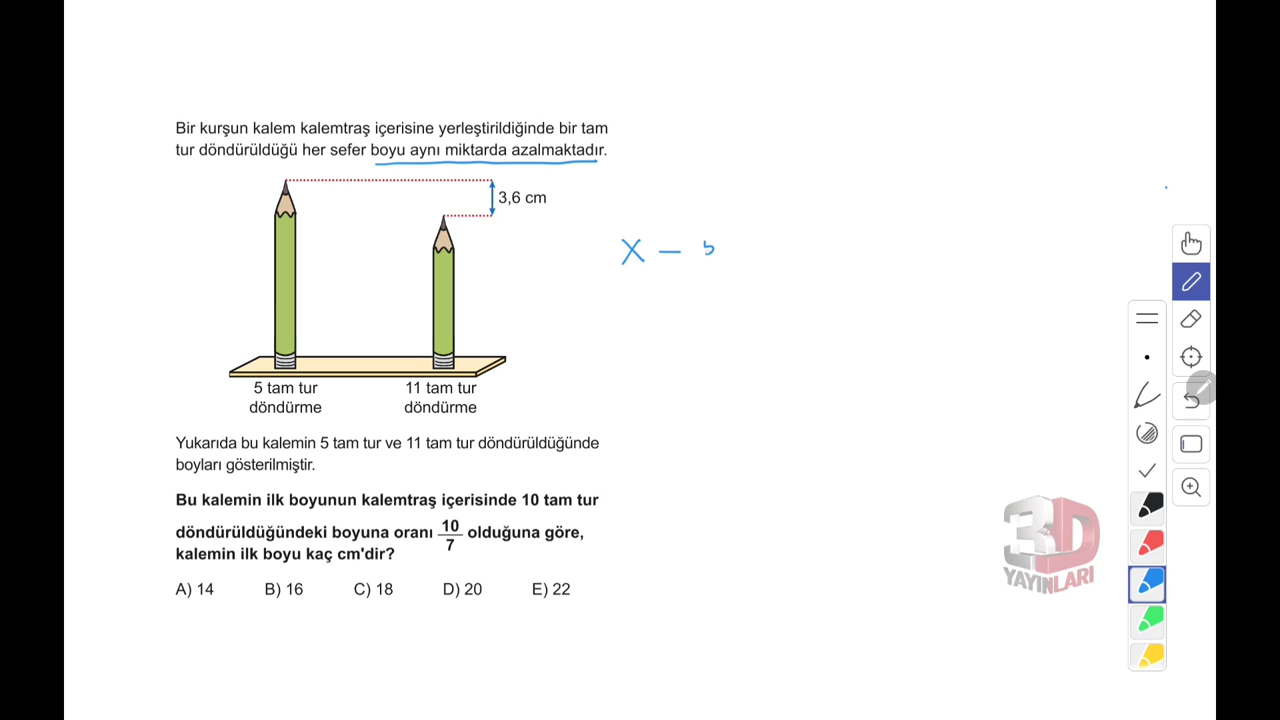 Bir kurşun kalem kalemtraş içerisine yerleştirildiğinde bir tam
tur döndürüldüğü her sefer boyu aynı miktarda azalmaktadır.
3,6 cm
x –
5 tam tur
döndürme
11 tam tur
döndürme
Yukarıda bu kalemin 5 tam tur ve 11 tam tur döndürüldüğünde
boyları gösterilmiştir.
Bu kalemin ilk boyunun kalemtraş içerisinde 10 tam tur
döndürüldüğündeki boyuna oranı 10/7 olduğuna göre,
kalemin ilk boyu kaç cm'dir?
A) 14 B) 16 C) 18 D) 20 E) 22
3D
YAYINLARI